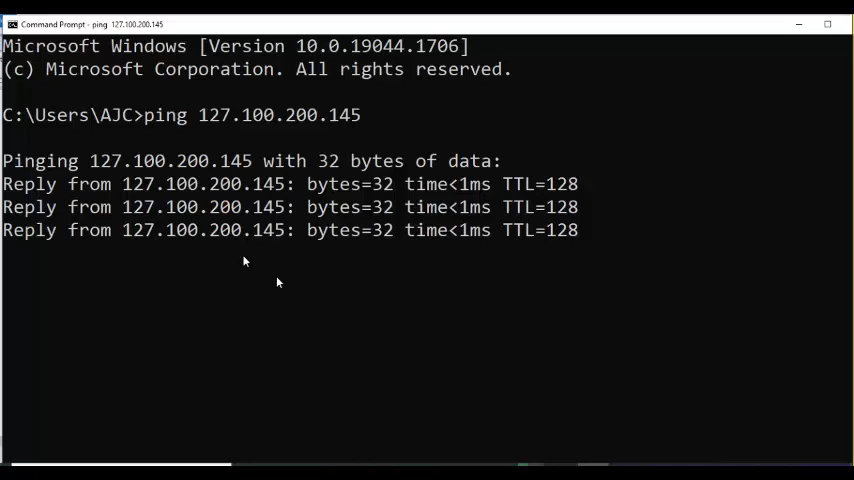 Command Prompt - ping 127.100.200.145
Microsoft Windows [Version 10.0.19044.1706]
(c) Microsoft Corporation. All rights reserved.
C:\Users\AJC>ping 127.100.200.145
Pinging 127.100.200.145 with 32 bytes of data:
Reply from 127.100.200.145: bytes=32 time<1ms TTL=128
Reply from 127.100.200.145: bytes=32 time<1ms TTL=128
Reply from 127.100.200.145: bytes=32 time<1ms TTL=128